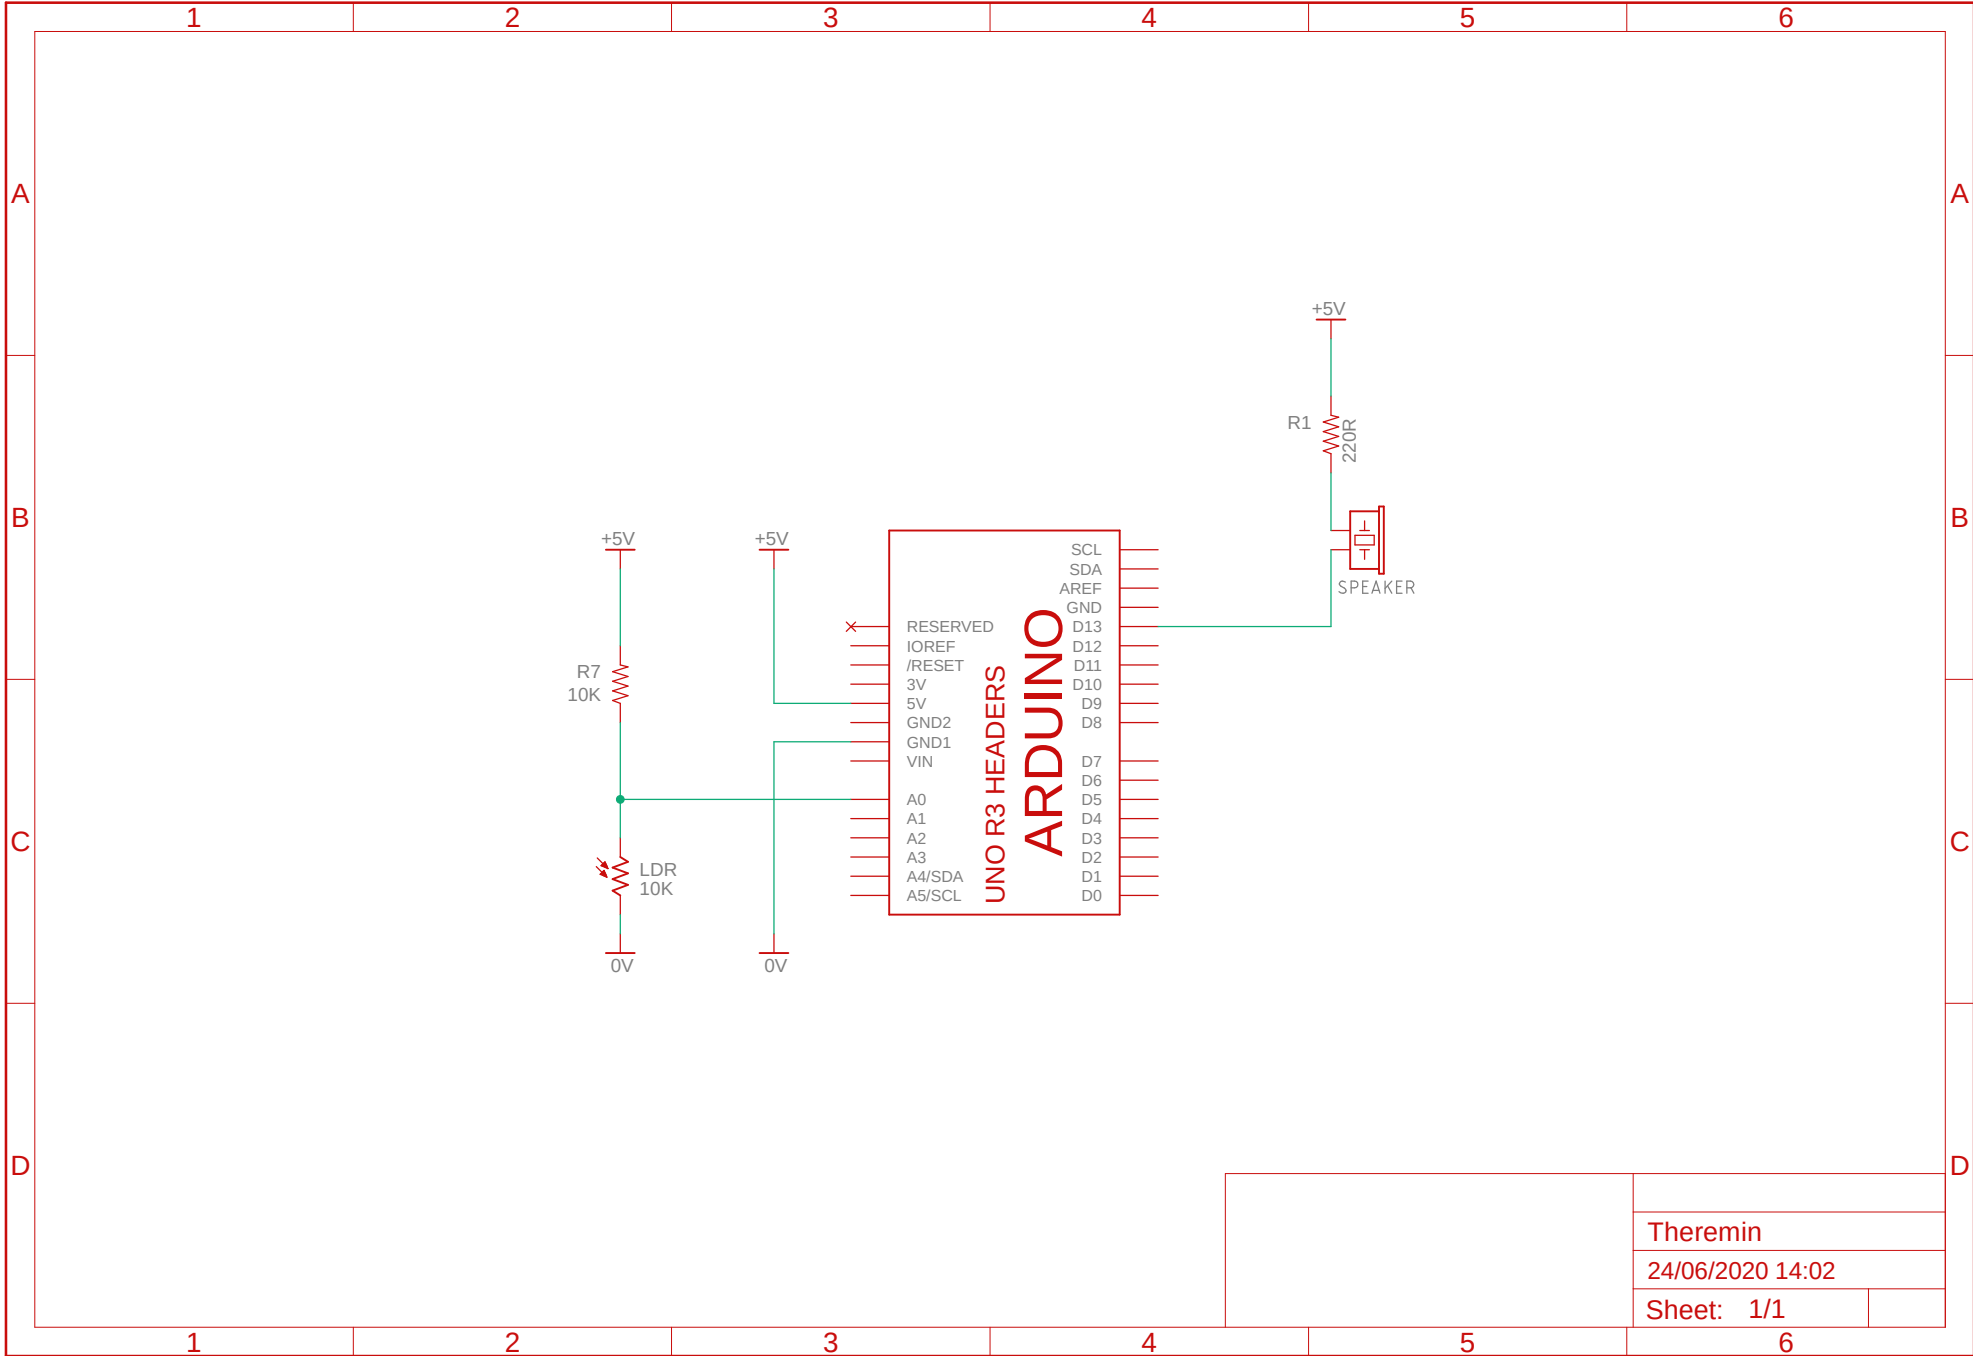 1 2 3 4 5 6
A A
+5V
R1
220R
B B
+5V +5V
SPEAKER
SCL
SDA
AREF
GND
RESERVED D13
IOREF D12
/RESET D11
3V D10
5V D9
GND2 D8
GND1
VIN D7
D6
A0 D5
A1 D4
A2 D3
A3 D2
A4/SDA D1
A5/SCL D0
UNO R3 HEADERS
ARDUINO
R7
10K
C C
LDR
10K
0V 0V
D D
Theremin
24/06/2020 14:02
Sheet: 1/1
1 2 3 4 5 6